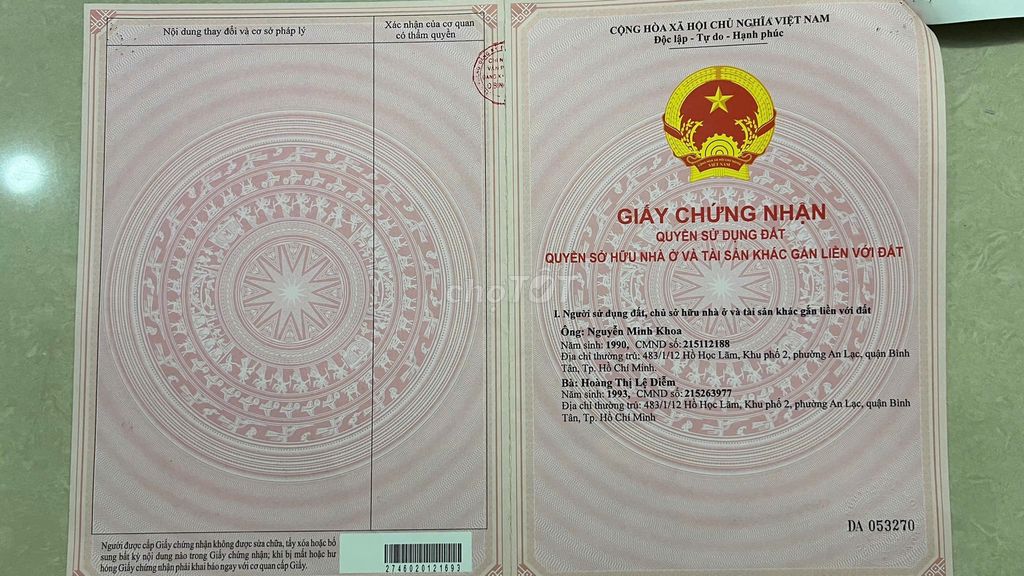 Nội dung thay đổi và cơ sở pháp lý
Xác nhận của cơ quan
có thẩm quyền
Người được cấp Giấy chứng nhận không được sửa chữa, tẩy xóa hoặc bổ
sung bất kỳ nội dung nào trong Giấy chứng nhận; khi bị mất hoặc hư
hỏng Giấy chứng nhận phải khai báo ngay với cơ quan cấp Giấy.
2746020121693
CỘNG HÒA XÃ HỘI CHỦ NGHĨA VIỆT NAM
Độc lập - Tự do - Hạnh phúc
VIỆT NAM
GIẤY CHỨNG NHẬN
QUYỀN SỬ DỤNG ĐẤT
QUYỀN SỞ HỮU NHÀ Ở VÀ TÀI SẢN KHÁC GẮN LIỀN VỚI ĐẤT
choTỐT
I. Người sử dụng đất, chủ sở hữu nhà ở và tài sản khác gắn liền với đất
Ông: Nguyễn Minh Khoa
Năm sinh: 1990, CMND số: 215112188
Địa chỉ thường trú: 483/1/12 Hồ Học Lãm, Khu phố 2, phường An Lạc, quận Bình
Tân, Tp. Hồ Chí Minh.
Bà: Hoàng Thị Lệ Diễm
Năm sinh: 1993, CMND số: 215263977
Địa chỉ thường trú: 483/1/12 Hồ Học Lãm, Khu phố 2, phường An Lạc, quận Bình
Tân, Tp. Hồ Chí Minh
DA 053270